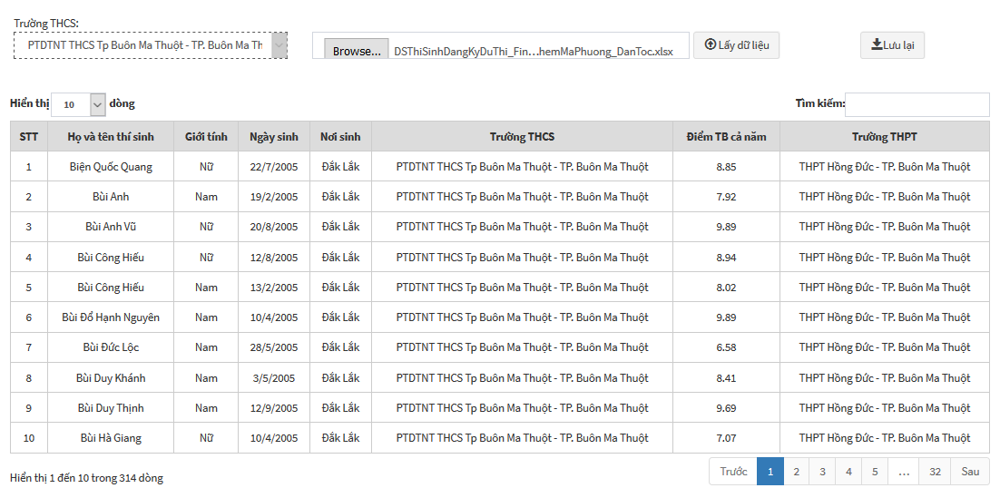 Trường THCS:
PTDTNT THCS Tp Buôn Ma Thuột - TP. Buôn Ma Th
Browse... DSThiSinhDangKyDuThi_Fin...hemMaPhuong_DanToc.xlsx Lấy dữ liệu Lưu lại
Hiển thị 10 dòng Tìm kiếm:
STT Họ và tên thí sinh Giới tính Ngày sinh Nơi sinh Trường THCS Điểm TB cả năm Trường THPT
1 Biện Quốc Quang Nữ 22/7/2005 Đắk Lắk PTDTNT THCS Tp Buôn Ma Thuột - TP. Buôn Ma Thuột 8.85 THPT Hồng Đức - TP. Buôn Ma Thuột
2 Bùi Anh Nam 19/2/2005 Đắk Lắk PTDTNT THCS Tp Buôn Ma Thuột - TP. Buôn Ma Thuột 7.92 THPT Hồng Đức - TP. Buôn Ma Thuột
3 Bùi Anh Vũ Nữ 20/8/2005 Đắk Lắk PTDTNT THCS Tp Buôn Ma Thuột - TP. Buôn Ma Thuột 9.89 THPT Hồng Đức - TP. Buôn Ma Thuột
4 Bùi Công Hiếu Nữ 12/8/2005 Đắk Lắk PTDTNT THCS Tp Buôn Ma Thuột - TP. Buôn Ma Thuột 8.94 THPT Hồng Đức - TP. Buôn Ma Thuột
5 Bùi Công Hiếu Nam 13/2/2005 Đắk Lắk PTDTNT THCS Tp Buôn Ma Thuột - TP. Buôn Ma Thuột 8.02 THPT Hồng Đức - TP. Buôn Ma Thuột
6 Bùi Đổ Hạnh Nguyên Nam 10/4/2005 Đắk Lắk PTDTNT THCS Tp Buôn Ma Thuột - TP. Buôn Ma Thuột 9.89 THPT Hồng Đức - TP. Buôn Ma Thuột
7 Bùi Đức Lộc Nam 28/5/2005 Đắk Lắk PTDTNT THCS Tp Buôn Ma Thuột - TP. Buôn Ma Thuột 6.58 THPT Hồng Đức - TP. Buôn Ma Thuột
8 Bùi Duy Khánh Nam 3/5/2005 Đắk Lắk PTDTNT THCS Tp Buôn Ma Thuột - TP. Buôn Ma Thuột 8.41 THPT Hồng Đức - TP. Buôn Ma Thuột
9 Bùi Duy Thịnh Nam 12/9/2005 Đắk Lắk PTDTNT THCS Tp Buôn Ma Thuột - TP. Buôn Ma Thuột 9.69 THPT Hồng Đức - TP. Buôn Ma Thuột
10 Bùi Hà Giang Nữ 10/4/2005 Đắk Lắk PTDTNT THCS Tp Buôn Ma Thuột - TP. Buôn Ma Thuột 7.07 THPT Hồng Đức - TP. Buôn Ma Thuột
Hiển thị 1 đến 10 trong 314 dòng Trước 1 2 3 4 5 ... 32 Sau